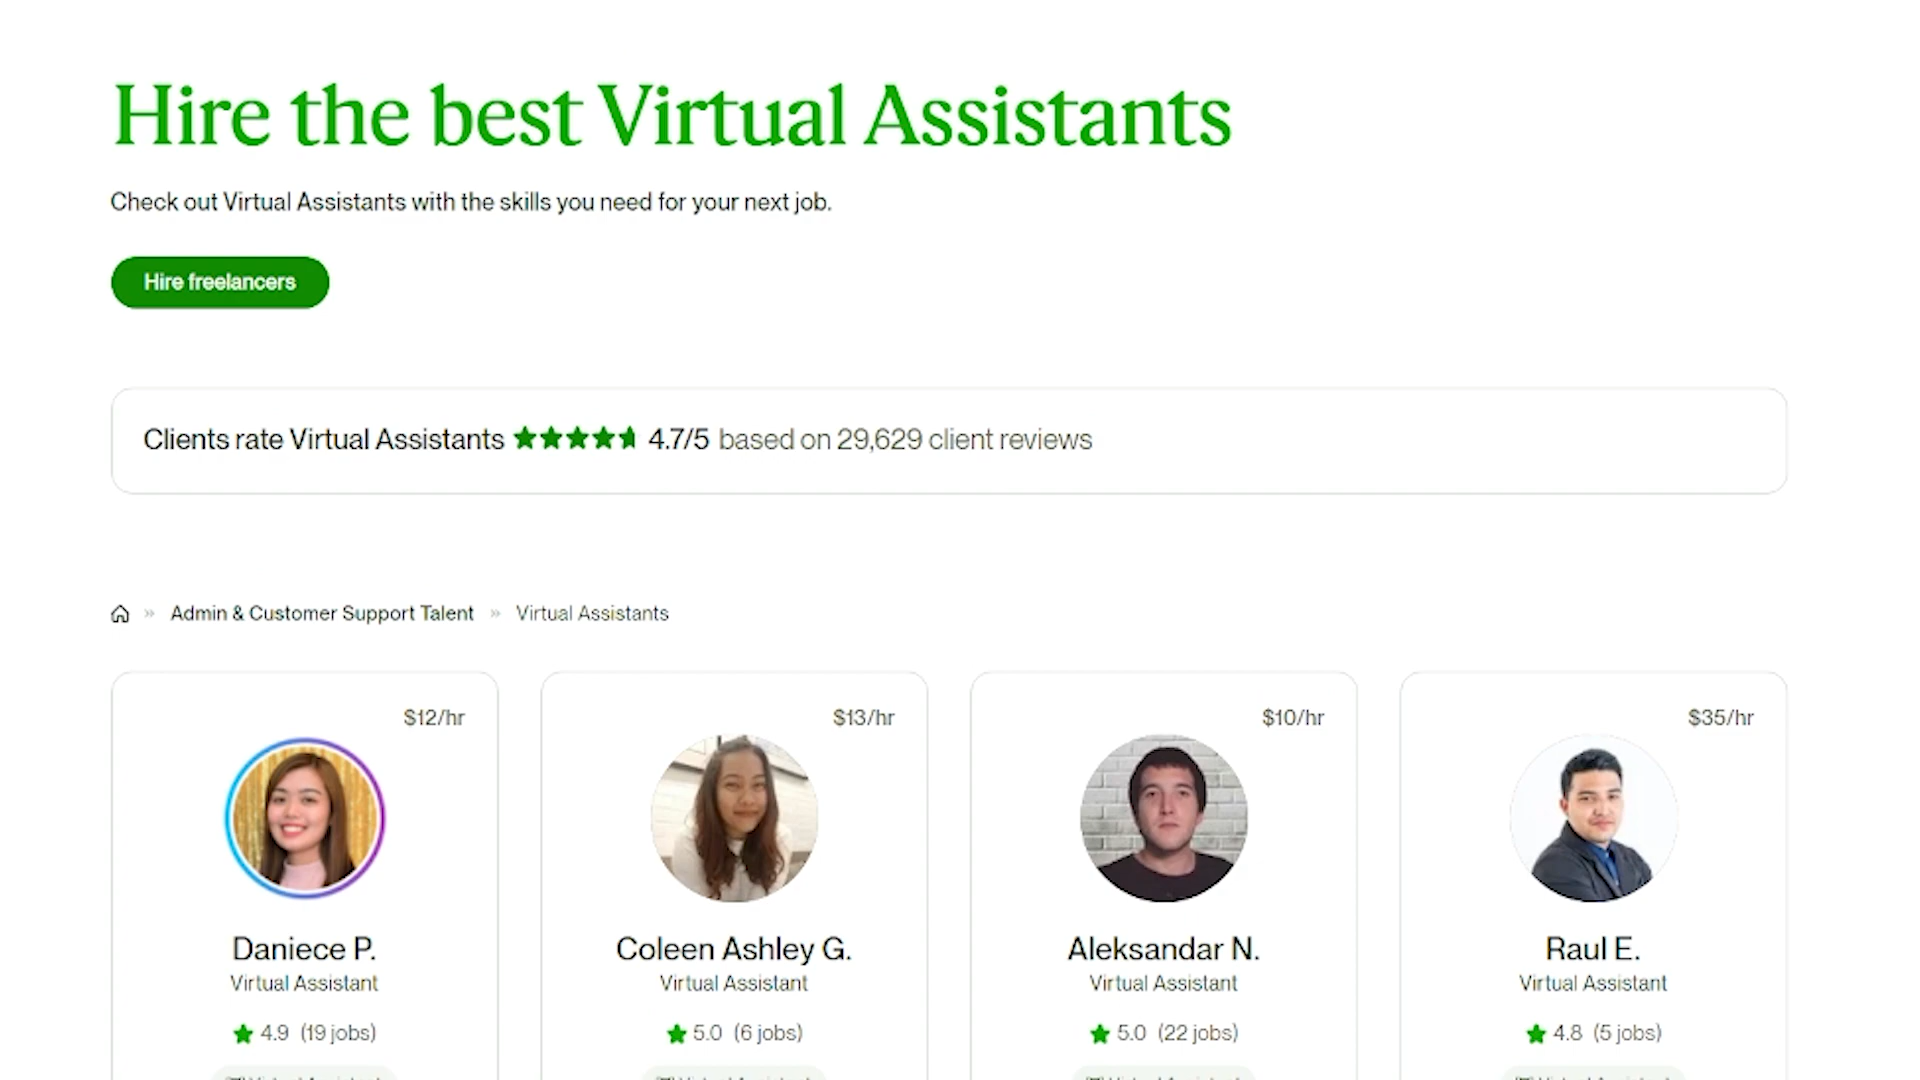 Hire the best Virtual Assistants
Check out Virtual Assistants with the skills you need for your next job.
Hire freelancers
Clients rate Virtual Assistants 4.7/5 based on 29,629 client reviews
» Admin & Customer Support Talent » Virtual Assistants
$12/hr
Daniece P.
Virtual Assistant
4.9 (19 jobs)
$13/hr
Coleen Ashley G.
Virtual Assistant
5.0 (6 jobs)
$10/hr
Aleksandar N.
Virtual Assistant
5.0 (22 jobs)
$35/hr
Raul E.
Virtual Assistant
4.8 (5 jobs)